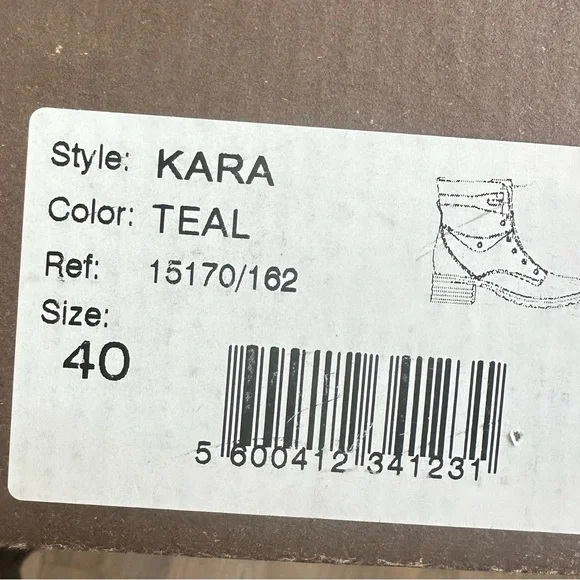 Style: KARA
Color: TEAL
Ref: 15170/162
Size:
40
5 600412 341231